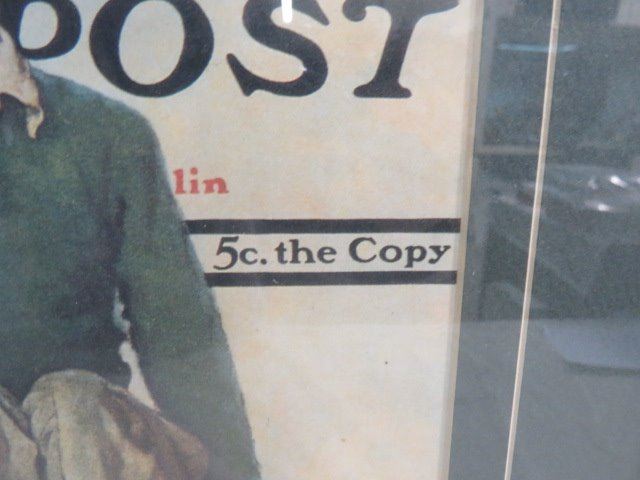 POST
lin
5c. the Copy